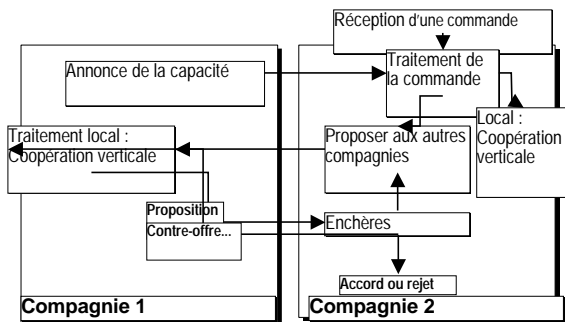 Réception d'une commande
Annonce de la capacité
Traitement de
la commande
Traitement local :
Coopération verticale
Proposer aux autres
compagnies
Local :
Coopération
verticale
Proposition
Contre-offre...
Enchères
Accord ou rejet
Compagnie 1
Compagnie 2